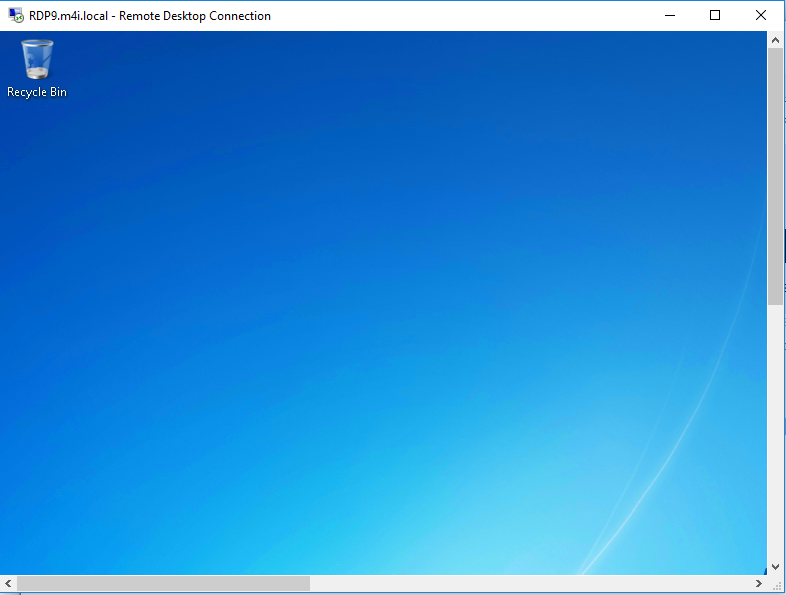 RDP9.m4i.local - Remote Desktop Connection
Recycle Bin